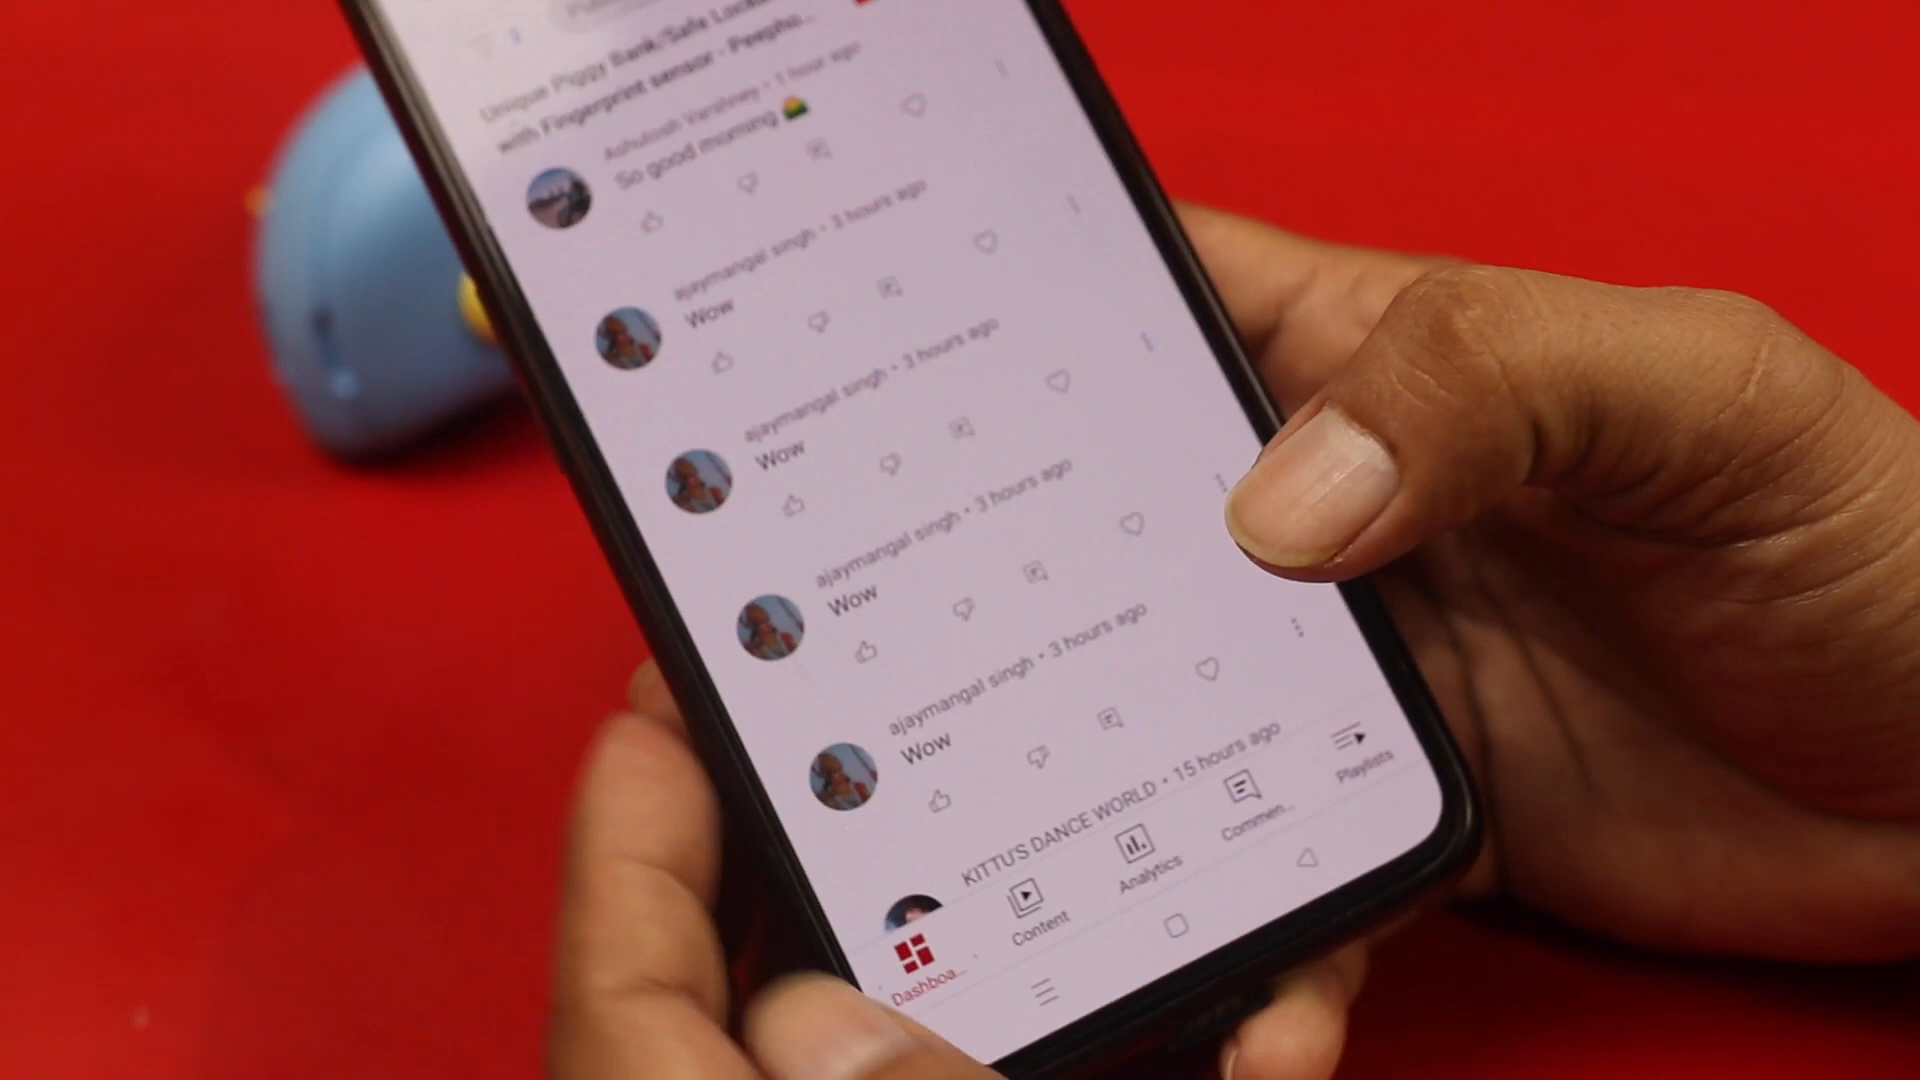 Unique Piggy Bank/Safe Locker
with Fingerprint sensor - Peepho...
Ashutosh Varshney • 1 hour ago
So good morning 🌄
ajaymangal singh • 3 hours ago
Wow
ajaymangal singh • 3 hours ago
Wow
ajaymangal singh • 3 hours ago
Wow
ajaymangal singh • 3 hours ago
Wow
KITTU'S DANCE WORLD • 15 hours ago
Dashboa...
Content
Analytics
Commen...
Playlists